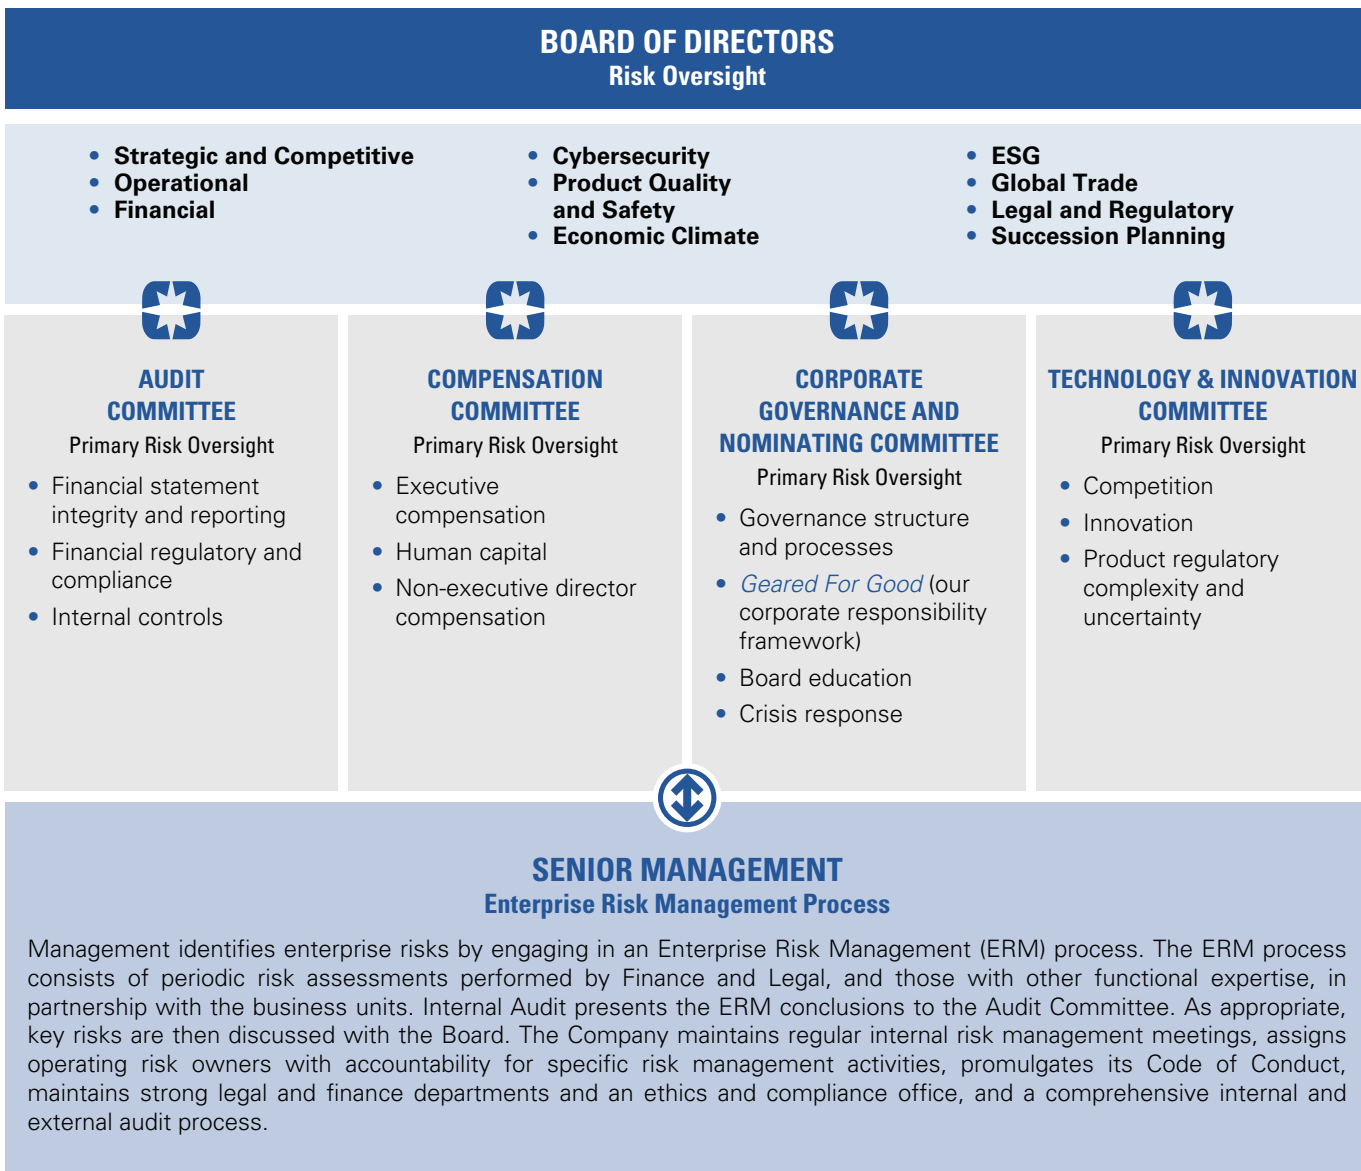 BOARD OF DIRECTORS
Risk Oversight
• Strategic and Competitive
• Operational
• Financial
• Cybersecurity
• Product Quality
and Safety
• Economic Climate
• ESG
• Global Trade
• Legal and Regulatory
• Succession Planning
AUDIT
COMMITTEE
Primary Risk Oversight
• Financial statement
integrity and reporting
• Financial regulatory and
compliance
• Internal controls
COMPENSATION
COMMITTEE
Primary Risk Oversight
• Executive
compensation
• Human capital
• Non-executive director
compensation
CORPORATE
GOVERNANCE AND
NOMINATING COMMITTEE
Primary Risk Oversight
• Governance structure
and processes
• Geared For Good (our
corporate responsibility
framework)
• Board education
• Crisis response
TECHNOLOGY & INNOVATION
COMMITTEE
Primary Risk Oversight
• Competition
• Innovation
• Product regulatory
complexity and
uncertainty
SENIOR MANAGEMENT
Enterprise Risk Management Process
Management identifies enterprise risks by engaging in an Enterprise Risk Management (ERM) process. The ERM process
consists of periodic risk assessments performed by Finance and Legal, and those with other functional expertise, in
partnership with the business units. Internal Audit presents the ERM conclusions to the Audit Committee. As appropriate,
key risks are then discussed with the Board. The Company maintains regular internal risk management meetings, assigns
operating risk owners with accountability for specific risk management activities, promulgates its Code of Conduct,
maintains strong legal and finance departments and an ethics and compliance office, and a comprehensive internal and
external audit process.